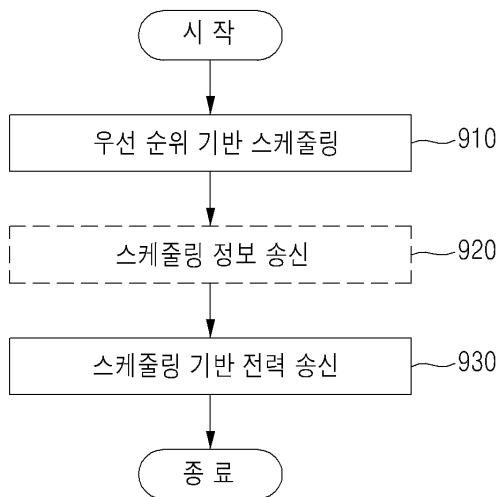 시 작
우선 순위 기반 스케줄링
910
스케줄링 정보 송신
920
스케줄링 기반 전력 송신
930
종 료